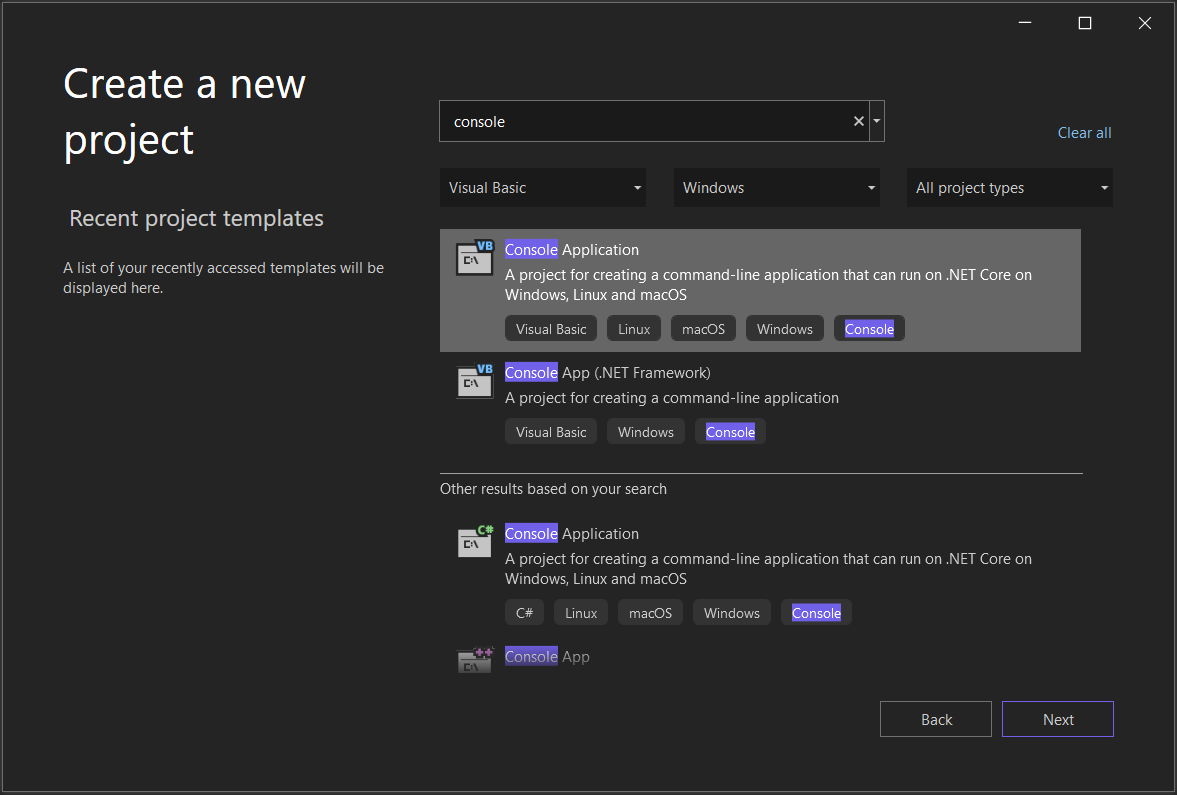 Create a new
project
Recent project templates
A list of your recently accessed templates will be
displayed here.
console
Clear all
Visual Basic
Windows
All project types
VB
C:\
Console Application
A project for creating a command-line application that can run on .NET Core on
Windows, Linux and macOS
Visual Basic Linux macOS Windows Console
VB
C:\
Console App (.NET Framework)
A project for creating a command-line application
Visual Basic Windows Console
Other results based on your search
C#
C:\
Console Application
A project for creating a command-line application that can run on .NET Core on
Windows, Linux and macOS
C# Linux macOS Windows Console
++
C:\
Console App
Back
Next